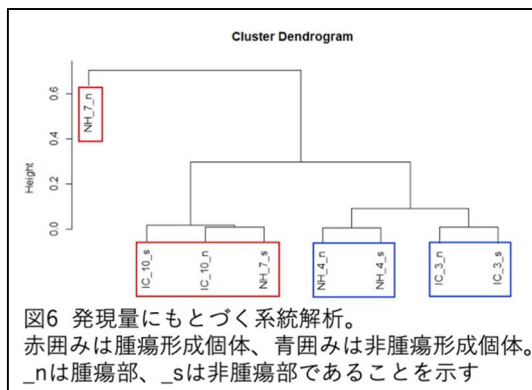 Cluster Dendrogram
Height
0.0
0.2
0.4
0.6
NH_7_n
IC_10_s
IC_10_n
NH_7_s
NH_4_n
NH_4_s
IC_3_n
IC_3_s
図6 発現量にもとづく系統解析。
赤囲みは腫瘍形成個体、青囲みは非腫瘍形成個体。
_nは腫瘍部、_sは非腫瘍部であることを示す